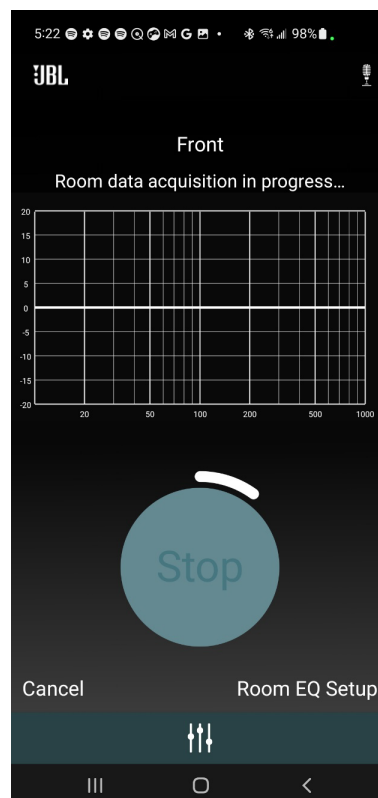 5:22 98%
JBL
Front
Room data acquisition in progress...
20
15
10
5
0
-5
-10
-15
-20
20 50 100 200 500 1000
Stop
Cancel Room EQ Setup